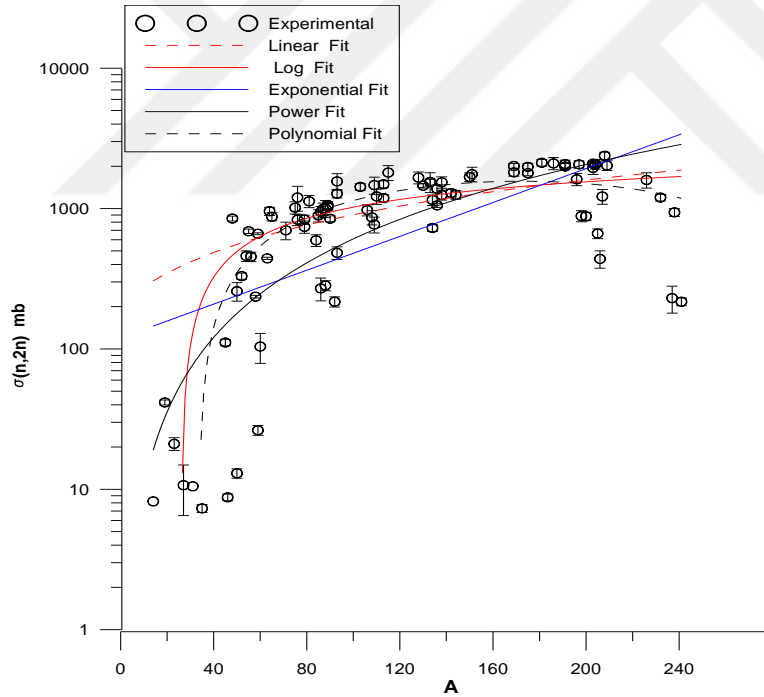 Experimental
Linear Fit
Log Fit
Exponential Fit
Power Fit
Polynomial Fit
10000
1000
100
10
1
σ(n,2n) mb
0 40 80 120 160 200 240
A